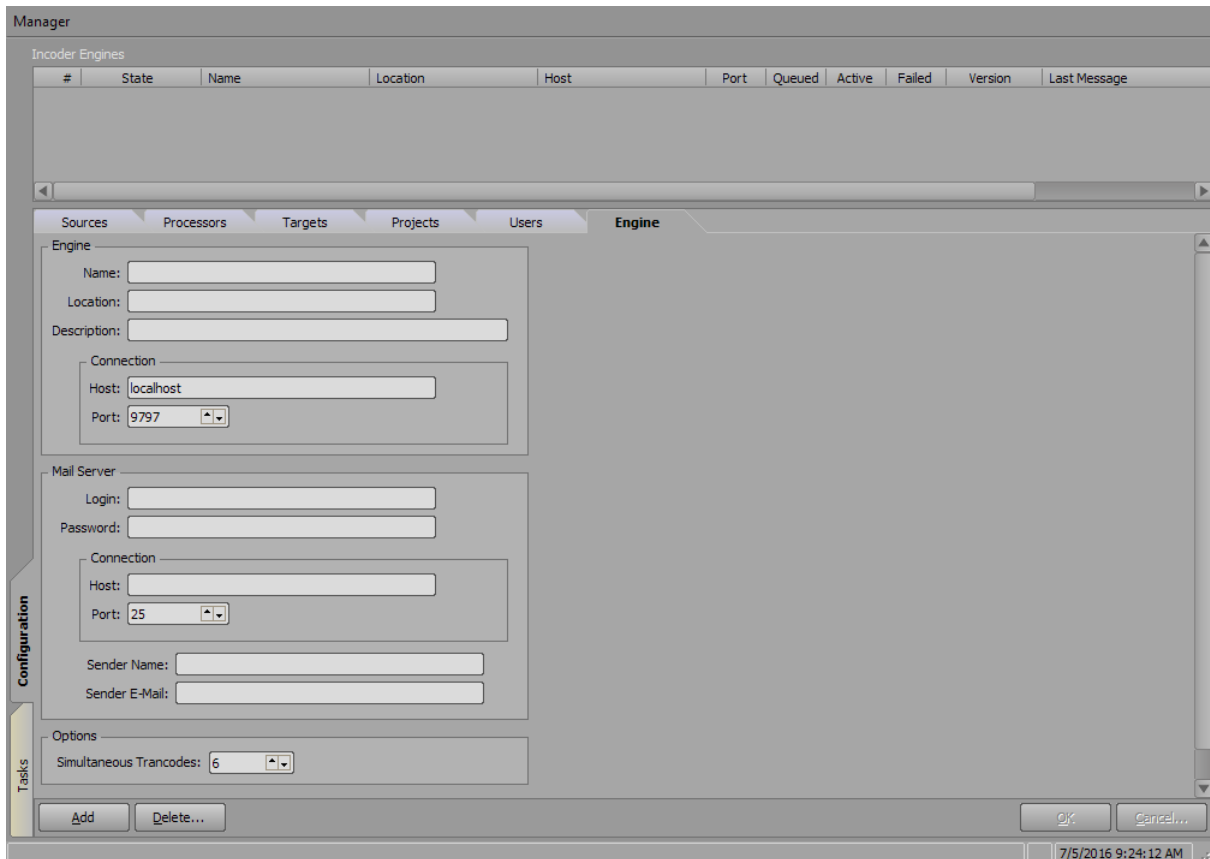 Manager
Incoder Engines
# State Name Location Host Port Queued Active Failed Version Last Message
Sources Processors Targets Projects Users Engine
Engine
Name:
Location:
Description:
Connection
Host: localhost
Port: 9797
Mail Server
Login:
Password:
Connection
Host:
Port: 25
Sender Name:
Sender E-Mail:
Options
Simultaneous Trancodes: 6
Configuration
Tasks
Add Delete... OK Cancel...
7/5/2016 9:24:12 AM